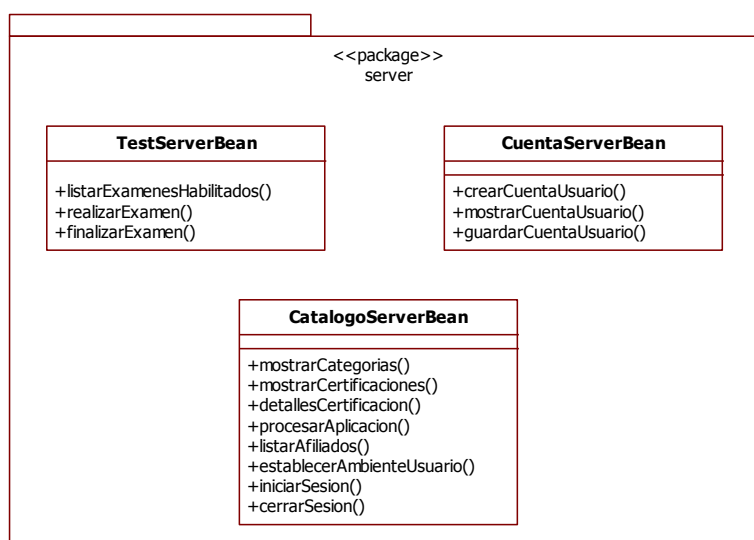 <<package>>
server
TestServerBean
+listarExamenesHabilitados()
+realizarExamen()
+finalizarExamen()
CuentaServerBean
+crearCuentaUsuario()
+mostrarCuentaUsuario()
+guardarCuentaUsuario()
CatalogoServerBean
+mostrarCategorias()
+mostrarCertificaciones()
+detallesCertificacion()
+procesarAplicacion()
+listarAfiliados()
+establecerAmbienteUsuario()
+iniciarSesion()
+cerrarSesion()